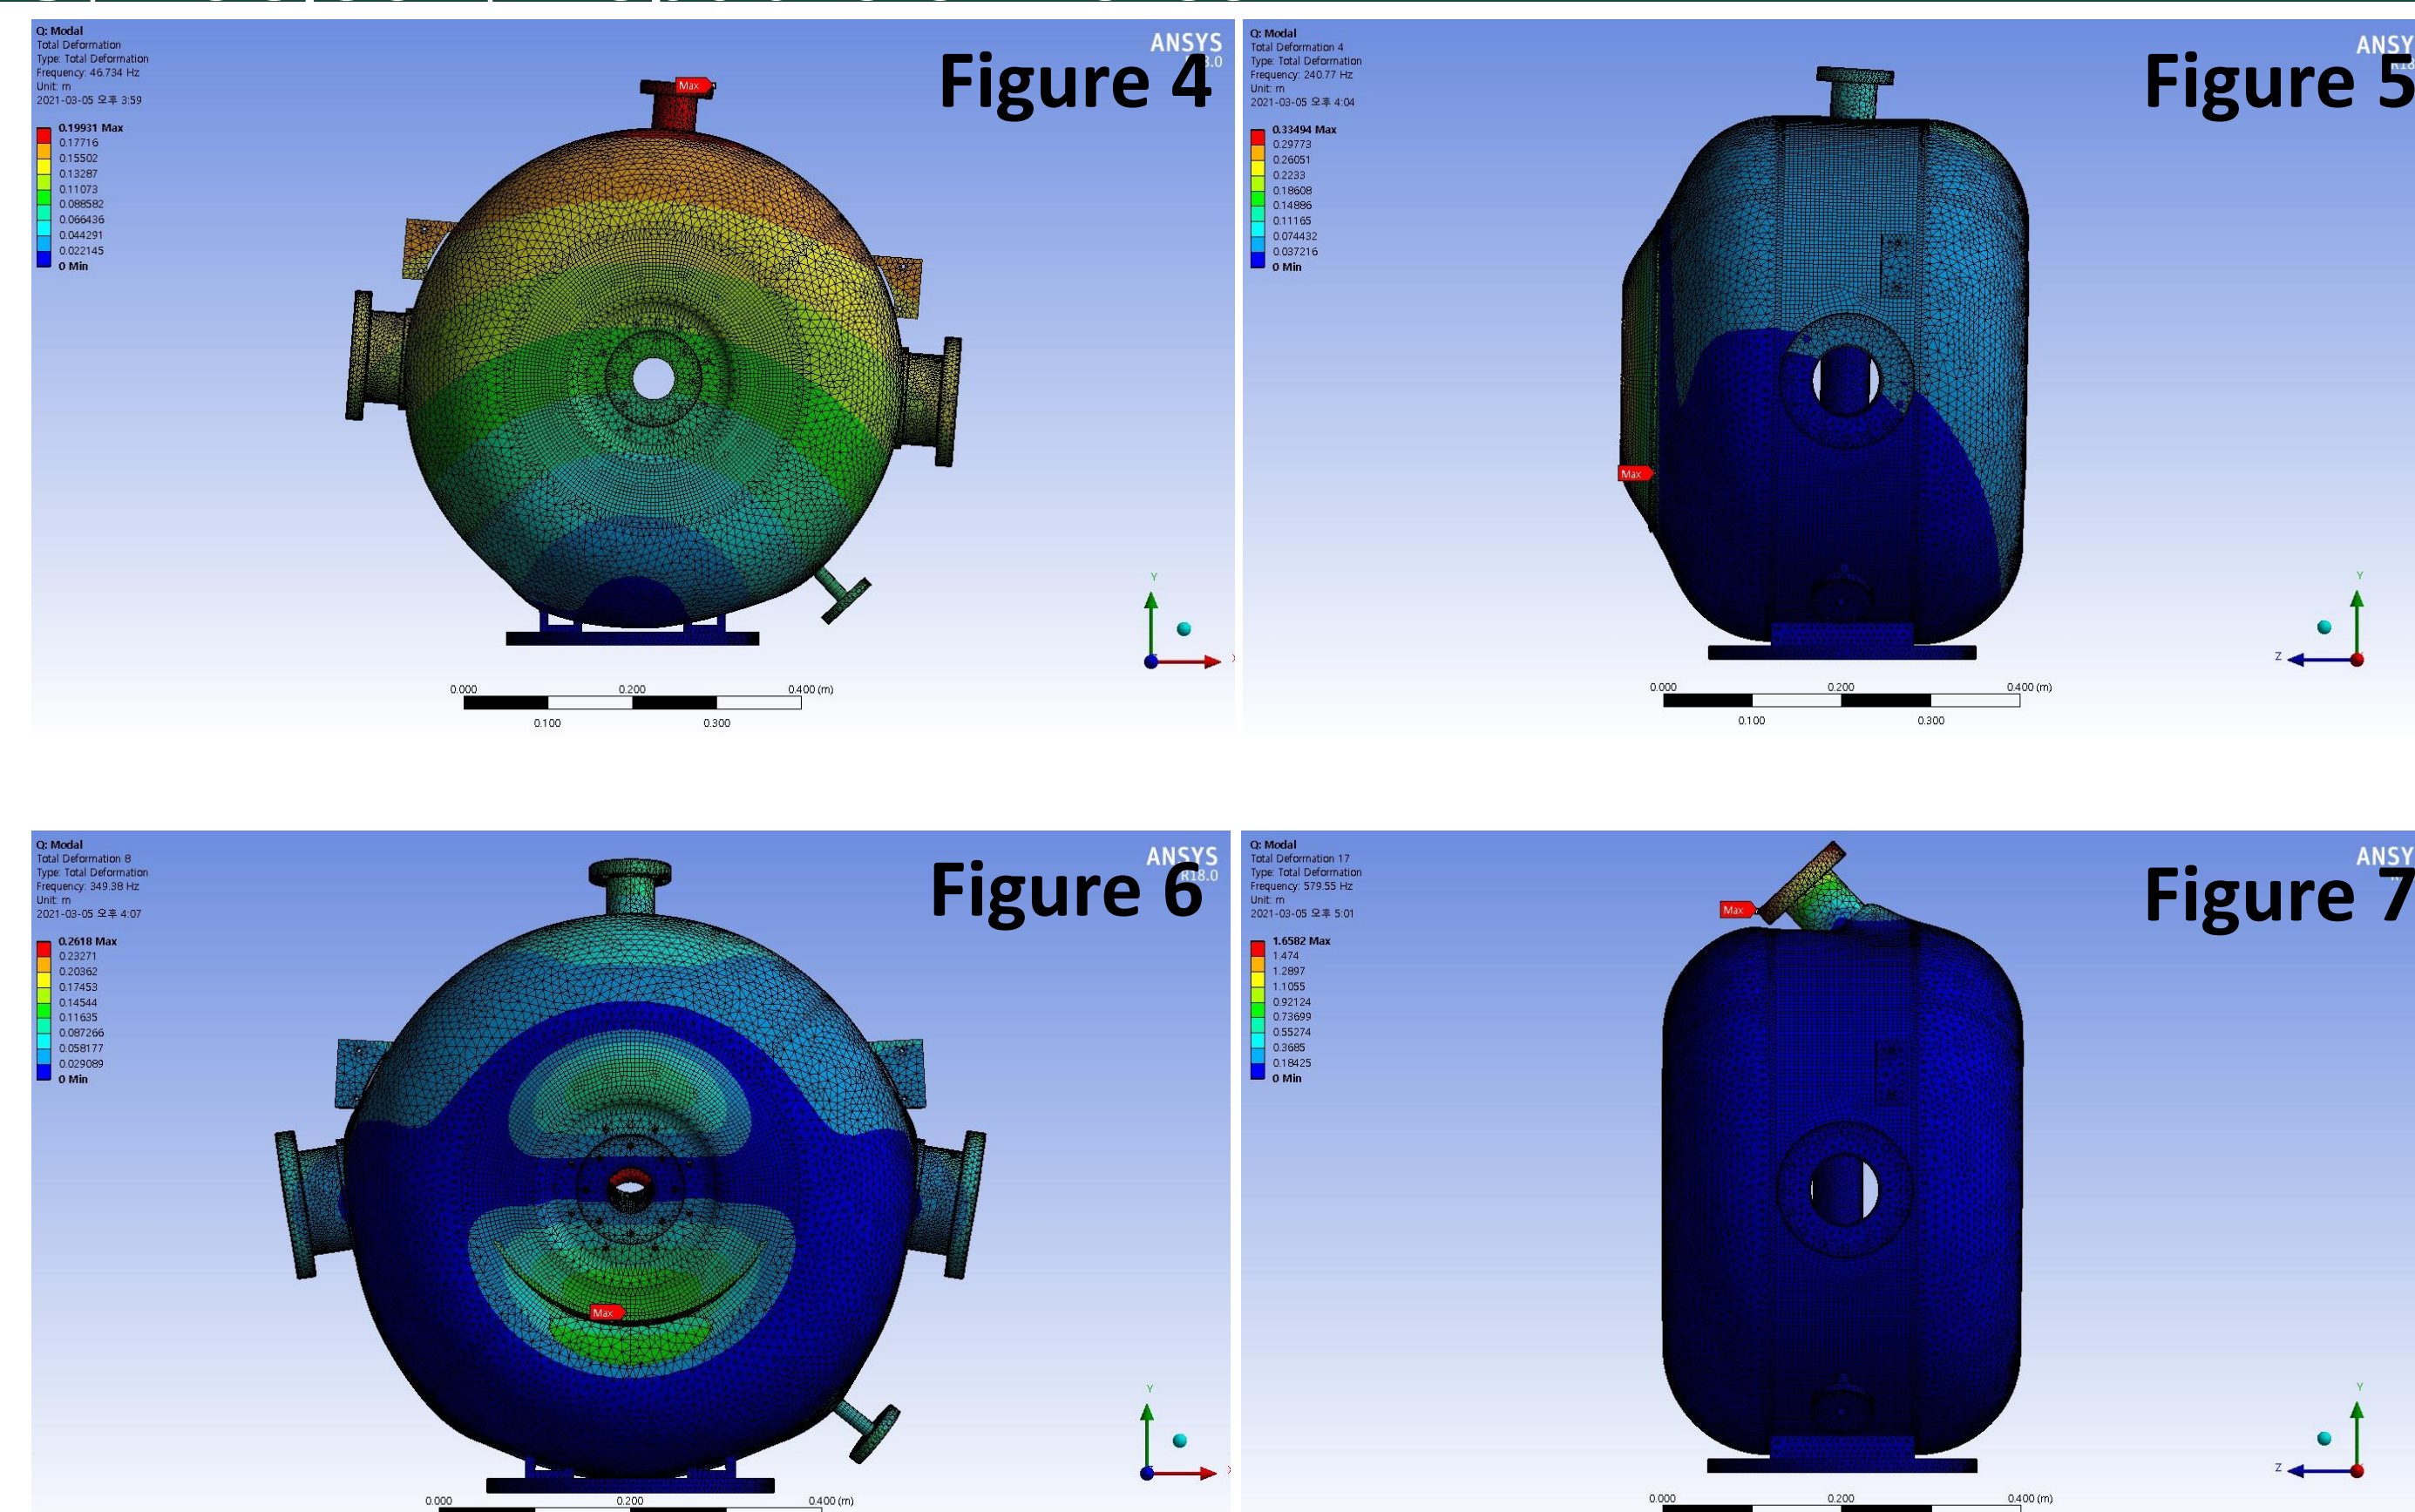 Q: Modal
Total Deformation
Type: Total Deformation
Frequency: 46.734 Hz
Unit: m
2021-03-05 오후 3:59
0.19931 Max
0.17716
0.15502
0.13287
0.11073
0.088582
0.066436
0.044291
0.022145
0 Min
Max
ANSYS
Figure 4
Y
0.000
0.200
0.400 (m)
0.100
0.300
Q: Modal
Total Deformation 4
Type: Total Deformation
Frequency: 240.77 Hz
Unit: m
2021-03-05 오후 4:04
0.33494 Max
0.29773
0.26051
0.2233
0.18608
0.14886
0.11165
0.074432
0.037216
0 Min
Max
ANSY
Figure 5
Y
Z
0.000
0.200
0.400 (m)
0.100
0.300
Q: Modal
Total Deformation 8
Type: Total Deformation
Frequency: 349.38 Hz
Unit: m
2021-03-05 오후 4:07
0.2618 Max
0.23271
0.20362
0.17453
0.14544
0.11635
0.087266
0.058177
0.029089
0 Min
Max
ANSYS
R18.0
Figure 6
Y
0.000
0.200
0.400 (m)
Q: Modal
Total Deformation 17
Type: Total Deformation
Frequency: 579.55 Hz
Unit: m
2021-03-05 오후 5:01
1.6582 Max
1.474
1.2897
1.1055
0.92124
0.73699
0.55274
0.3685
0.18425
0 Min
Max
ANSY
Figure 7
Y
Z
0.000
0.200
0.400 (m)